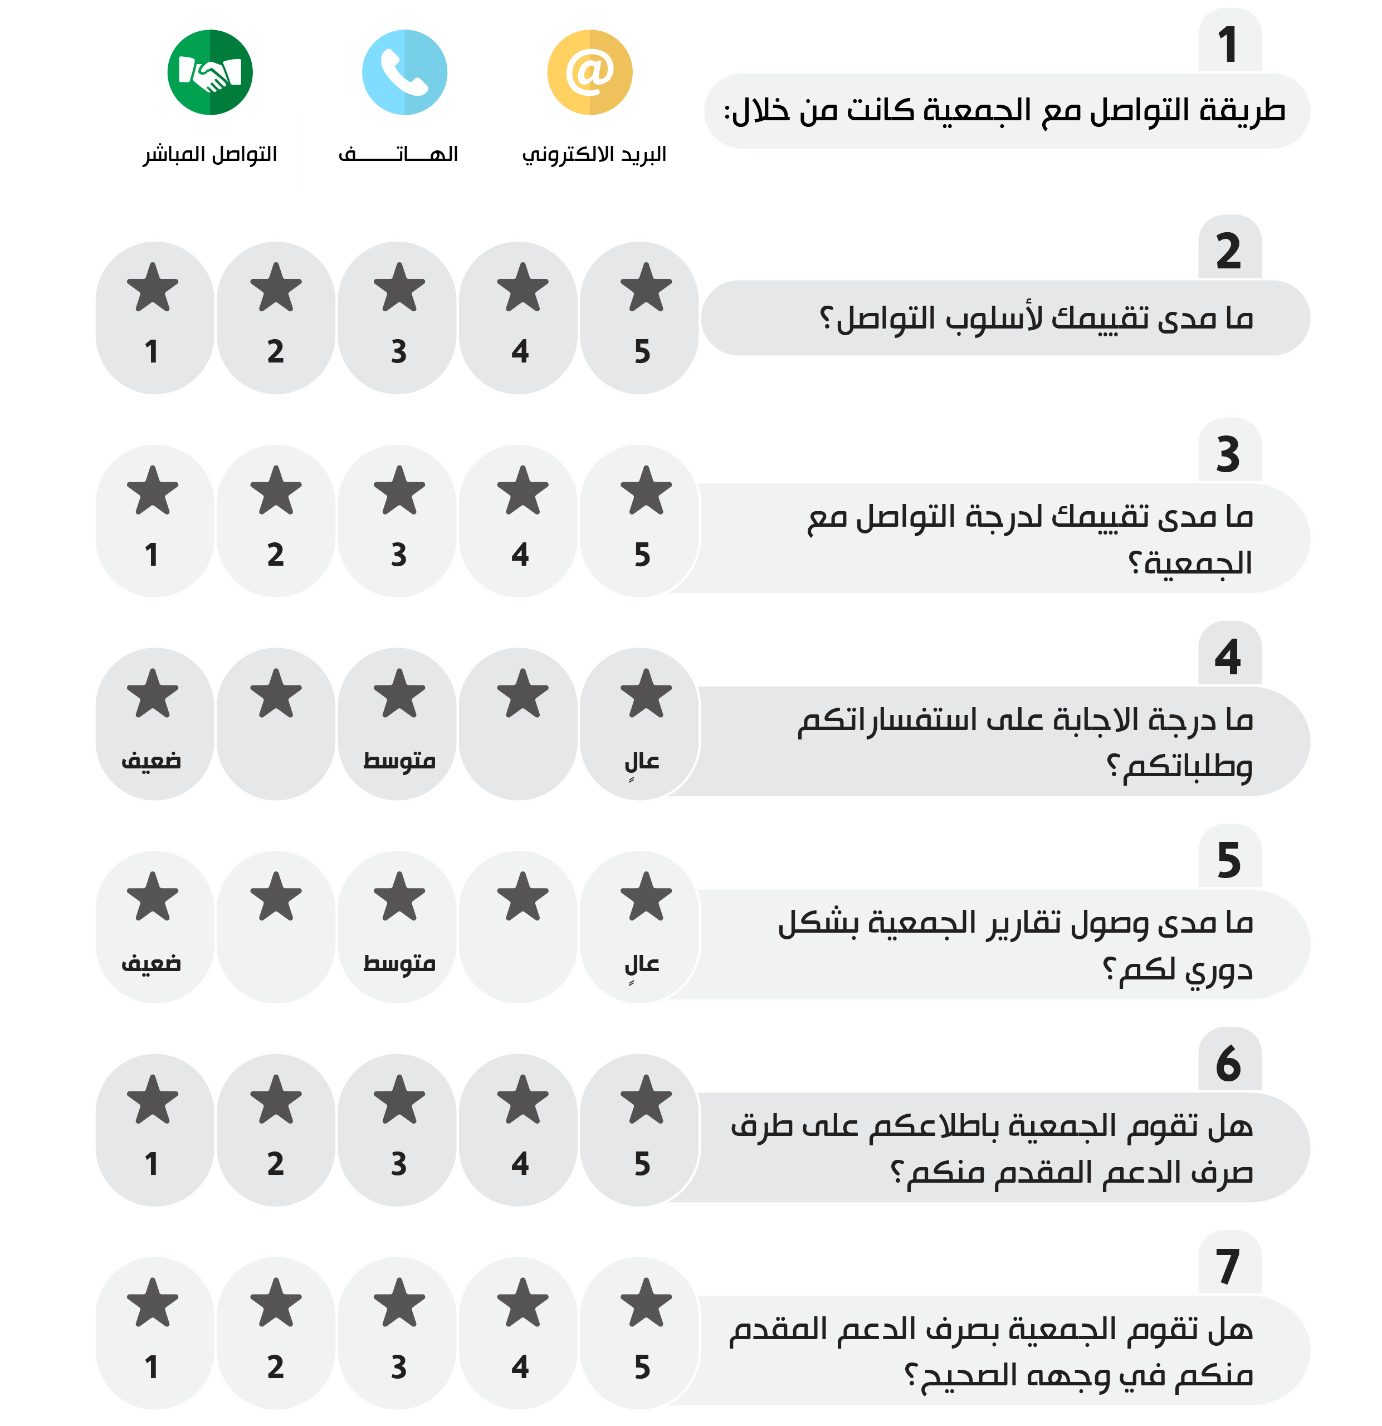 1
طريقة التواصل مع الجمعية كانت من خلال:
البريد الالكتروني
الهـــاتــــــف
التواصل المباشر
2
ما مدى تقييمك لأسلوب التواصل؟
5 4 3 2 1
3
ما مدى تقييمك لدرجة التواصل مع
الجمعية؟
5 4 3 2 1
4
ما درجة الاجابة على استفساراتكم
وطلباتكم؟
عالٍ متوسط ضعيف
5
ما مدى وصول تقارير الجمعية بشكل
دوري لكم؟
عالٍ متوسط ضعيف
6
هل تقوم الجمعية باطلاعكم على طرق
صرف الدعم المقدم منكم؟
5 4 3 2 1
7
هل تقوم الجمعية بصرف الدعم المقدم
منكم في وجهه الصحيح؟
5 4 3 2 1